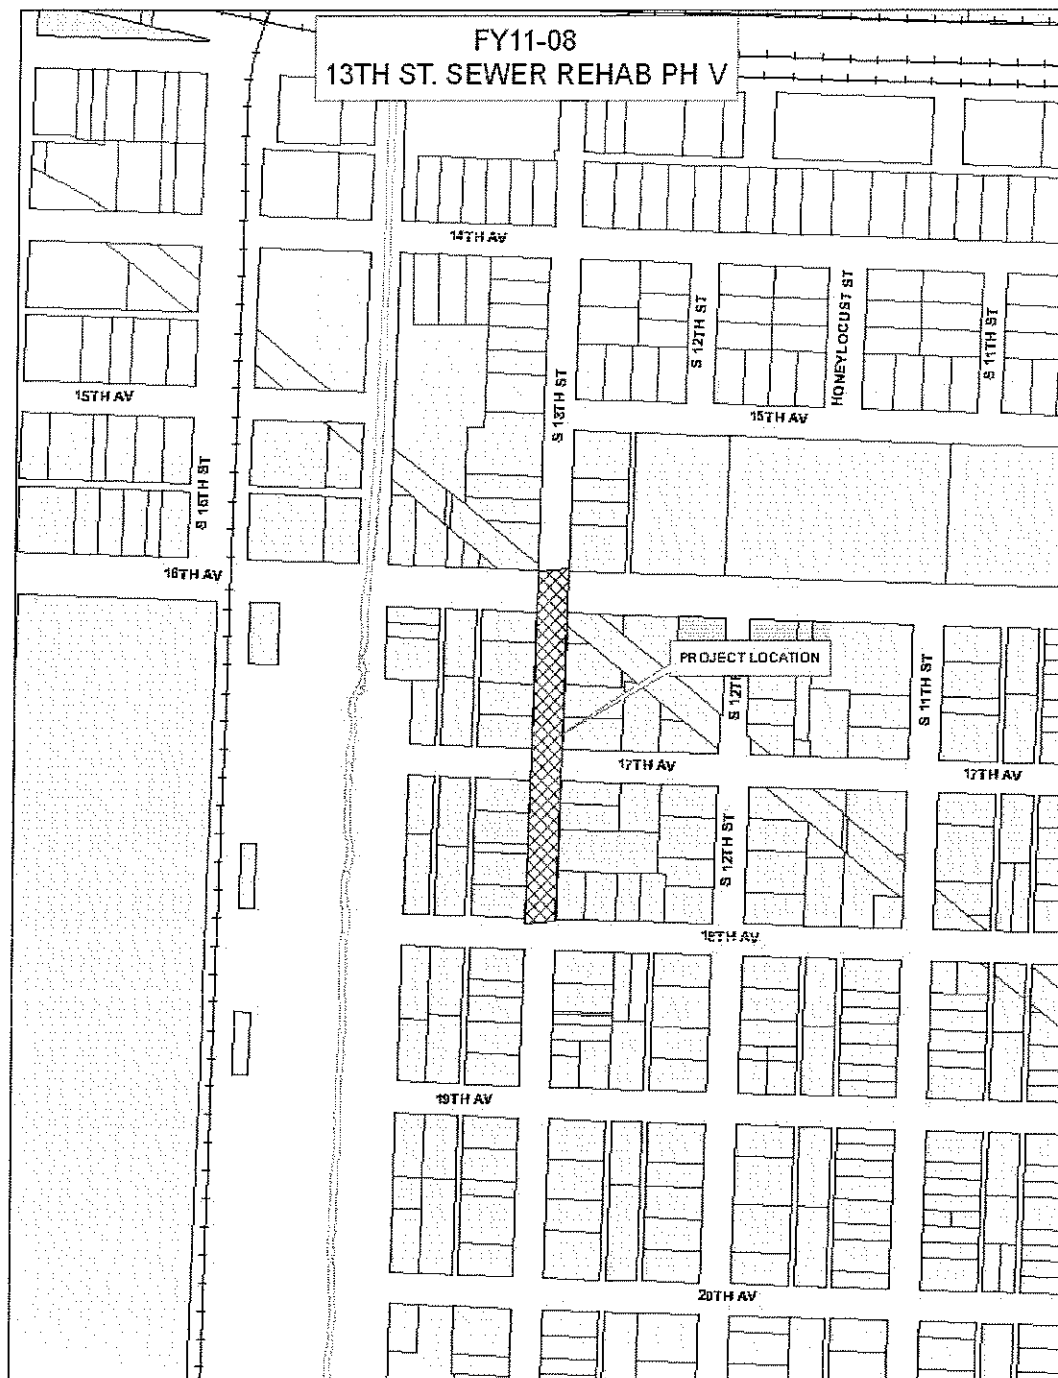 FY11-08
13TH ST. SEWER REHAB PH V
14TH AV
S 12TH ST
HONEYLOCUST ST
S 11TH ST
15TH AV
S 13TH ST
15TH AV
S 15TH ST
16TH AV
PROJECT LOCATION
S 12TH
S 11TH ST
17TH AV
17TH AV
S 12TH ST
18TH AV
19TH AV
20TH AV